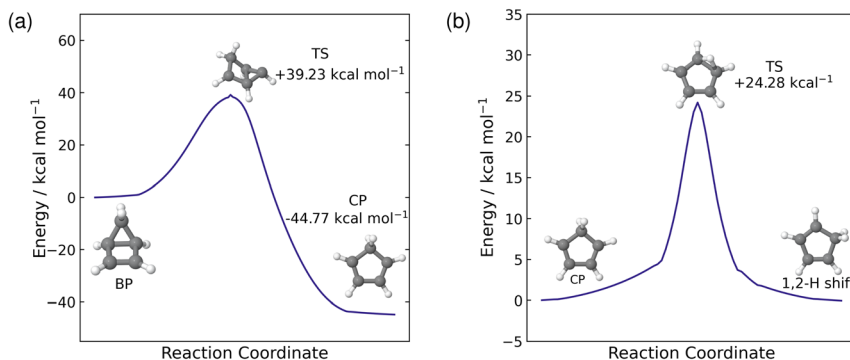 (a)
60
40
20
0
−20
−40
Energy / kcal mol⁻¹
TS
+39.23 kcal mol⁻¹
CP
-44.77 kcal mol⁻¹
BP
Reaction Coordinate
(b)
35
30
25
20
15
10
5
0
−5
Energy / kcal mol⁻¹
TS
+24.28 kcal⁻¹
CP
1,2-H shift
Reaction Coordinate